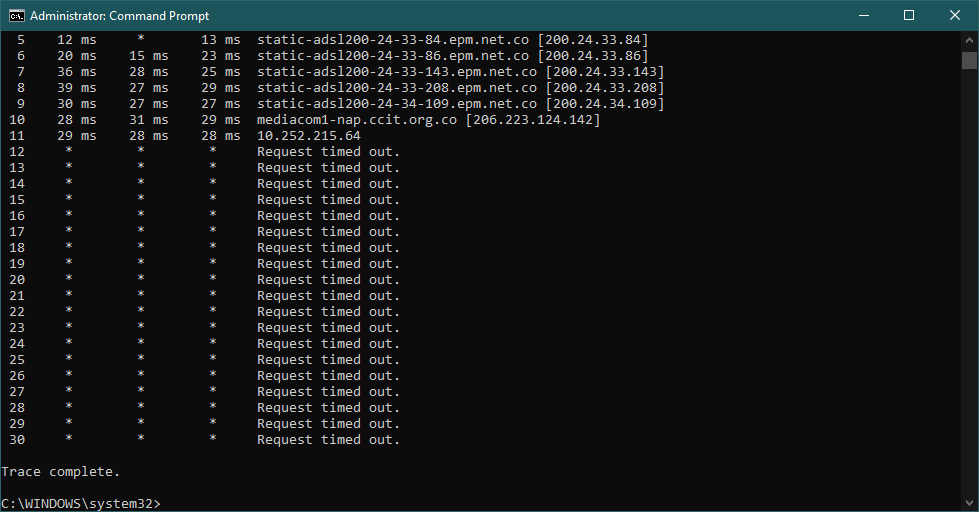 Administrator: Command Prompt
5 12 ms * 13 ms static-adsl200-24-33-84.epm.net.co [200.24.33.84]
6 20 ms 15 ms 23 ms static-adsl200-24-33-86.epm.net.co [200.24.33.86]
7 36 ms 28 ms 25 ms static-adsl200-24-33-143.epm.net.co [200.24.33.143]
8 39 ms 27 ms 29 ms static-adsl200-24-33-208.epm.net.co [200.24.33.208]
9 30 ms 27 ms 27 ms static-adsl200-24-34-109.epm.net.co [200.24.34.109]
10 28 ms 31 ms 29 ms mediacom1-nap.ccit.org.co [206.223.124.142]
11 29 ms 28 ms 28 ms 10.252.215.64
12 * * * Request timed out.
13 * * * Request timed out.
14 * * * Request timed out.
15 * * * Request timed out.
16 * * * Request timed out.
17 * * * Request timed out.
18 * * * Request timed out.
19 * * * Request timed out.
20 * * * Request timed out.
21 * * * Request timed out.
22 * * * Request timed out.
23 * * * Request timed out.
24 * * * Request timed out.
25 * * * Request timed out.
26 * * * Request timed out.
27 * * * Request timed out.
28 * * * Request timed out.
29 * * * Request timed out.
30 * * * Request timed out.
Trace complete.
C:\WINDOWS\system32>